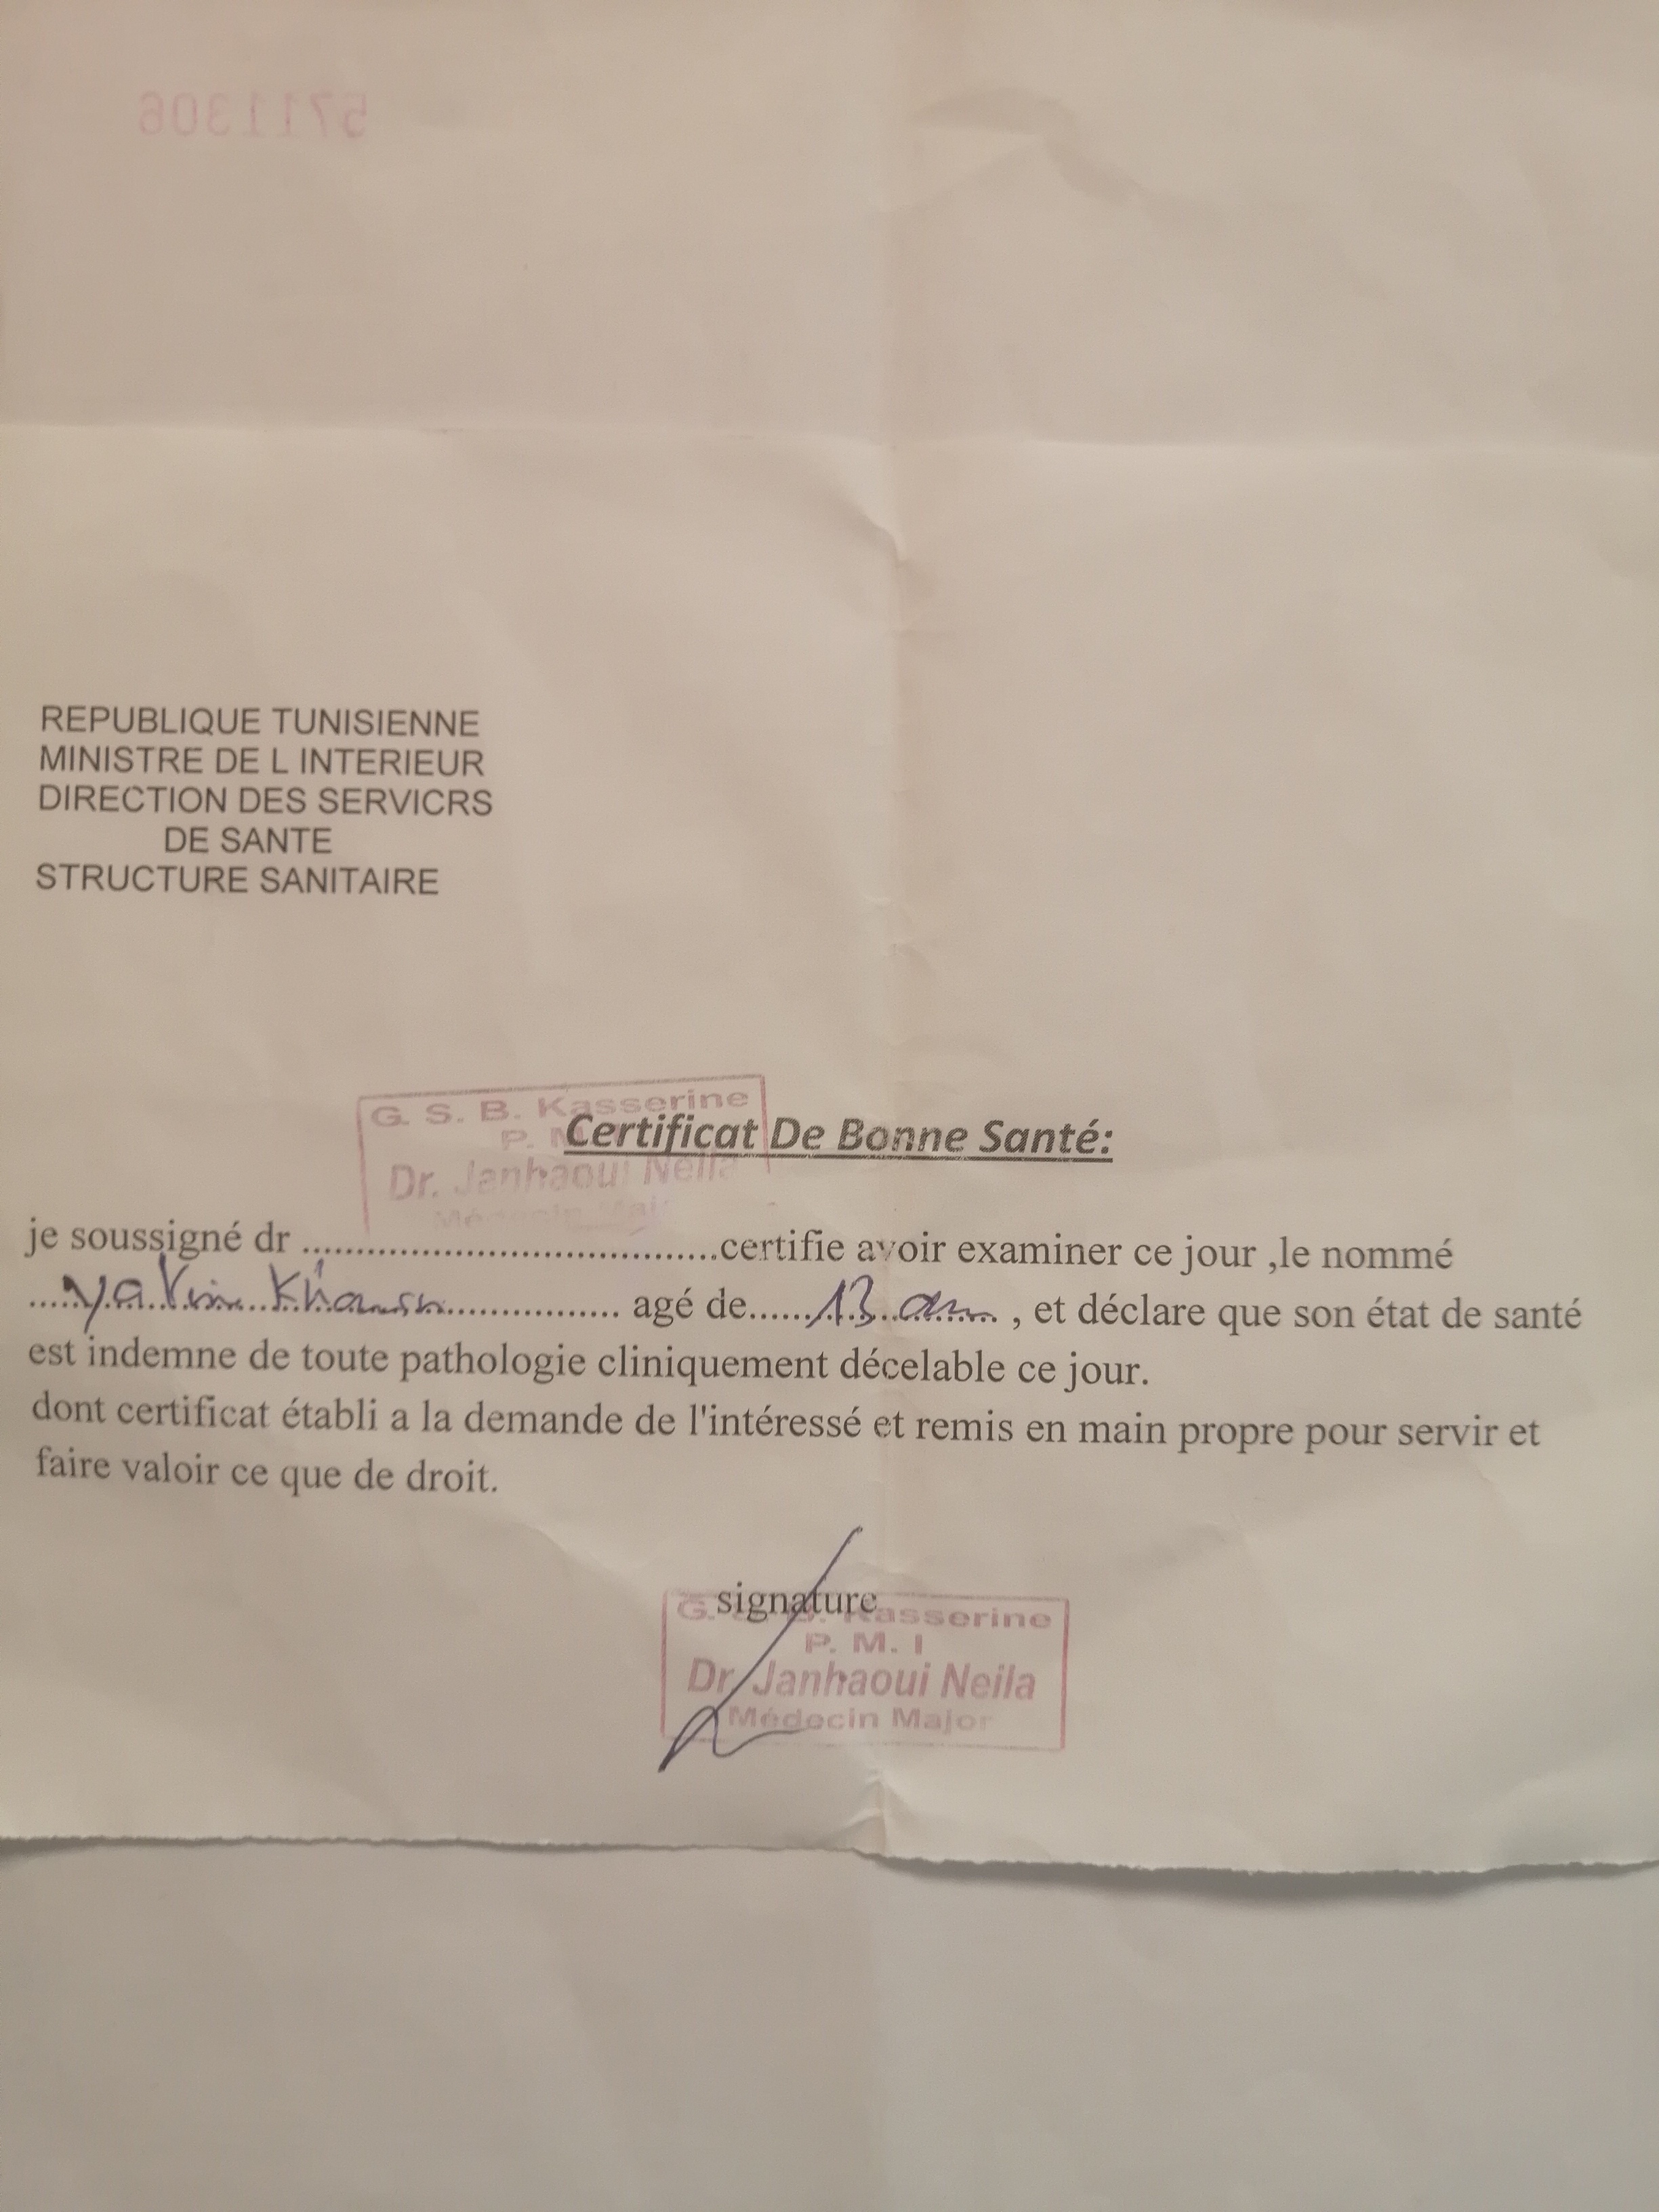 5711306
REPUBLIQUE TUNISIENNE
MINISTRE DE L INTERIEUR
DIRECTION DES SERVICRS
DE SANTE
STRUCTURE SANITAIRE
G. S. B. Kasserine
P. M
Certificat De Bonne Santé:
Dr. Janhaoui Neila
je soussigné dr ......................................certifie avoir examiner ce jour ,le nommé
agé de......13 ans , et déclare que son état de santé
est indemne de toute pathologie cliniquement décelable ce jour.
dont certificat établi a la demande de l'intéressé et remis en main propre pour servir et
faire valoir ce que de droit.
signature
G. S. B. Kasserine
P. M. I
Dr Janhaoui Neila
Médecin Major